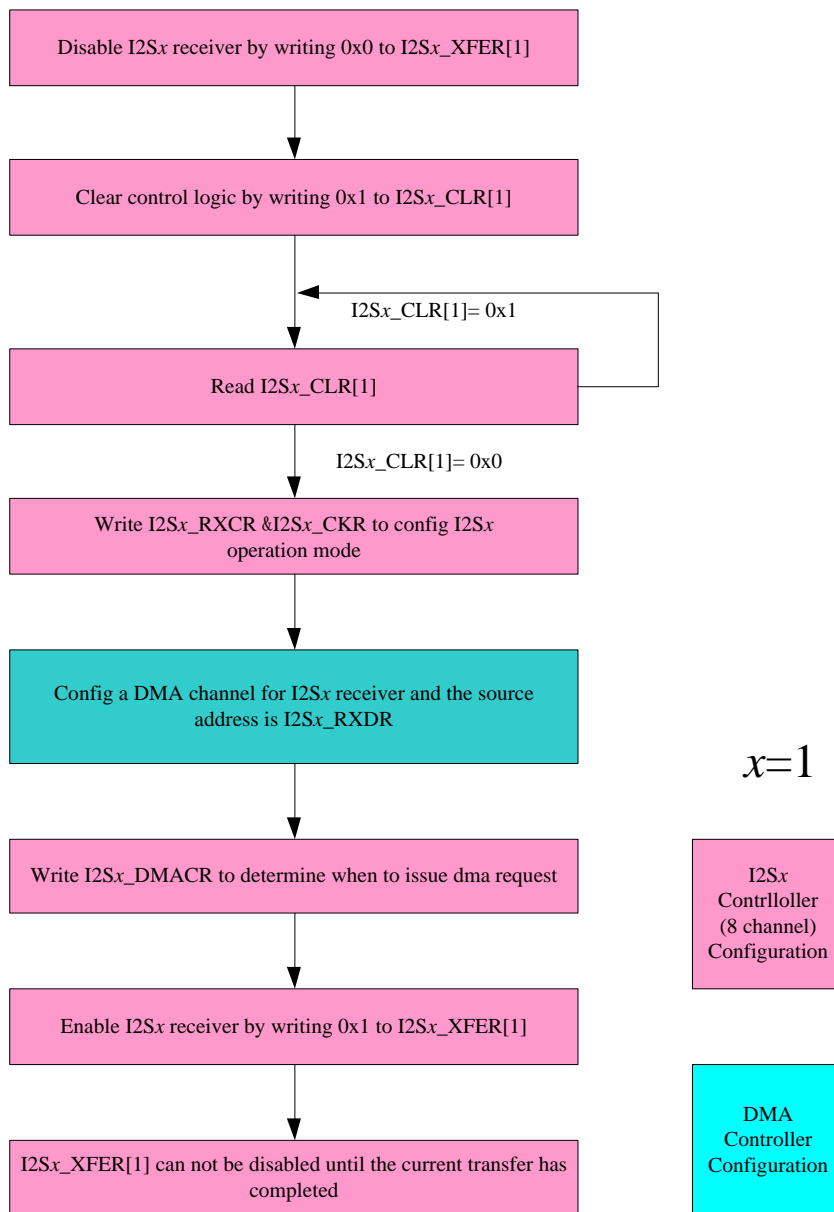 Disable I2Sx receiver by writing 0x0 to I2Sx_XFER[1]
Clear control logic by writing 0x1 to I2Sx_CLR[1]
I2Sx_CLR[1]= 0x1
Read I2Sx_CLR[1]
I2Sx_CLR[1]= 0x0
Write I2Sx_RXCR &I2Sx_CKR to config I2Sx
operation mode
Config a DMA channel for I2Sx receiver and the source
address is I2Sx_RXDR
x=1
Write I2Sx_DMACR to determine when to issue dma request
I2Sx
Contrlloller
(8 channel)
Configuration
Enable I2Sx receiver by writing 0x1 to I2Sx_XFER[1]
I2Sx_XFER[1] can not be disabled until the current transfer has
completed
DMA
Controller
Configuration